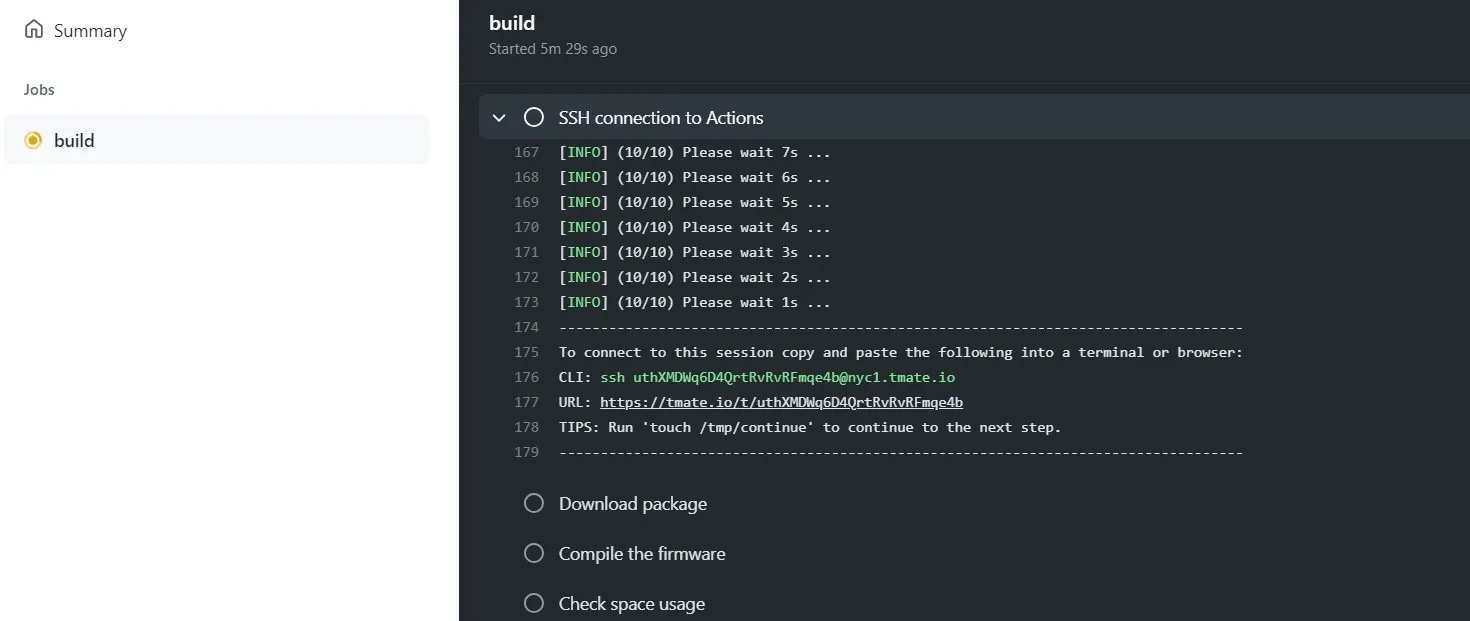 Summary
Jobs
build
build
Started 5m 29s ago
SSH connection to Actions
167 [INFO] (10/10) Please wait 7s ...
168 [INFO] (10/10) Please wait 6s ...
169 [INFO] (10/10) Please wait 5s ...
170 [INFO] (10/10) Please wait 4s ...
171 [INFO] (10/10) Please wait 3s ...
172 [INFO] (10/10) Please wait 2s ...
173 [INFO] (10/10) Please wait 1s ...
174 -----------------------------------------------------------------------------------
175 To connect to this session copy and paste the following into a terminal or browser:
176 CLI: ssh uthXMDWq6D4QrtRvRvRFmqe4b@nyc1.tmate.io
177 URL: https://tmate.io/t/uthXMDWq6D4QrtRvRvRFmqe4b
178 TIPS: Run 'touch /tmp/continue' to continue to the next step.
179 -----------------------------------------------------------------------------------
Download package
Compile the firmware
Check space usage